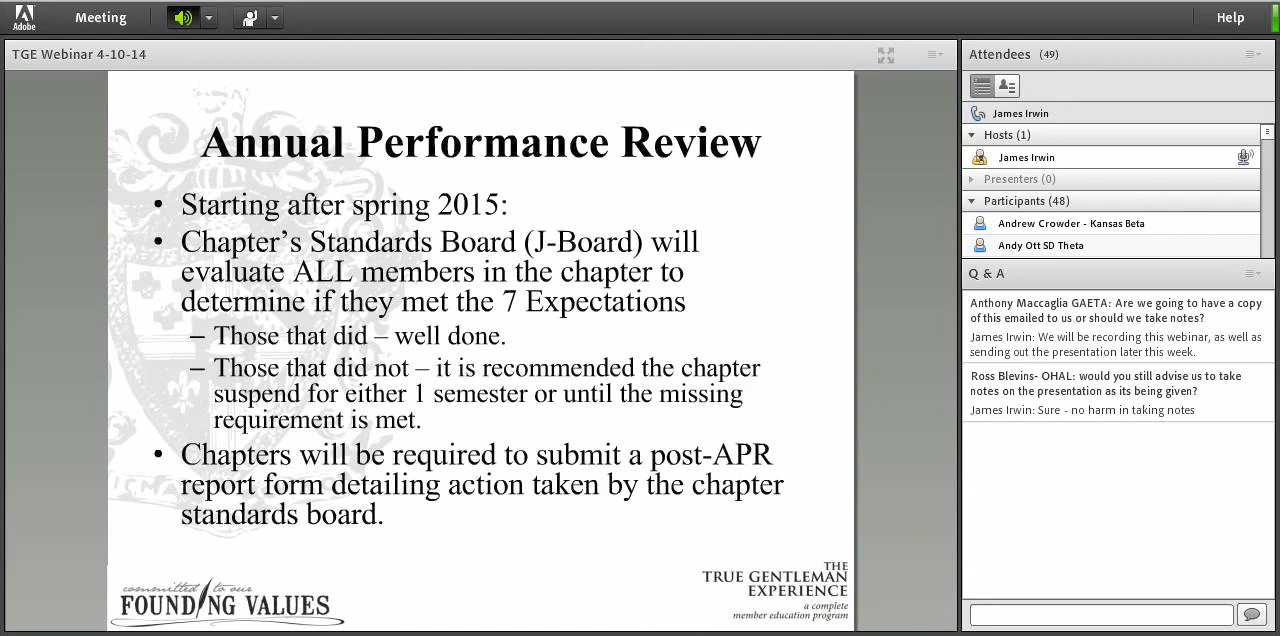 Adobe
Meeting
Help
TGE Webinar 4-10-14
Annual Performance Review
• Starting after spring 2015:
• Chapter's Standards Board (J-Board) will
evaluate ALL members in the chapter to
determine if they met the 7 Expectations
– Those that did – well done.
– Those that did not – it is recommended the chapter
suspend for either 1 semester or until the missing
requirement is met.
• Chapters will be required to submit a post-APR
report form detailing action taken by the chapter
standards board.
committed to our
FOUNDING VALUES
THE
TRUE GENTLEMAN
EXPERIENCE
a complete
member education program
Attendees (49)
James Irwin
Hosts (1)
James Irwin
Presenters (0)
Participants (48)
Andrew Crowder - Kansas Beta
Andy Ott SD Theta
Q & A
Anthony Maccaglia GAETA: Are we going to have a copy
of this emailed to us or should we take notes?
James Irwin: We will be recording this webinar, as well as
sending out the presentation later this week.
Ross Blevins- OHAL: would you still advise us to take
notes on the presentation as its being given?
James Irwin: Sure - no harm in taking notes